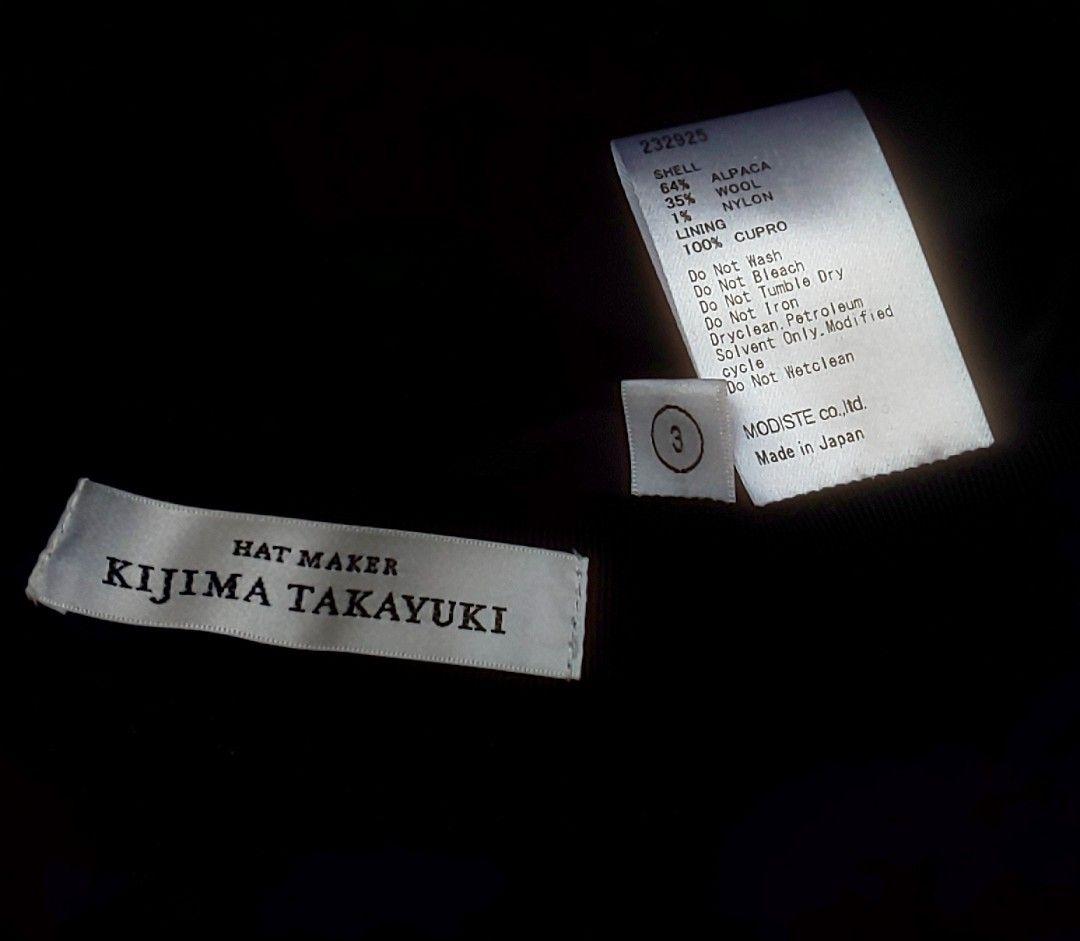 232925
SHELL
64% ALPACA
35% WOOL
1% NYLON
LINING
100% CUPRO
Do Not Wash
Do Not Bleach
Do Not Tumble Dry
Do Not Iron
Dryclean.Petroleum
Solvent Only.Modified
cycle
Do Not Wetclean
MODISTE co.,ltd.
Made in Japan
3
HAT MAKER
KIJIMA TAKAYUKI